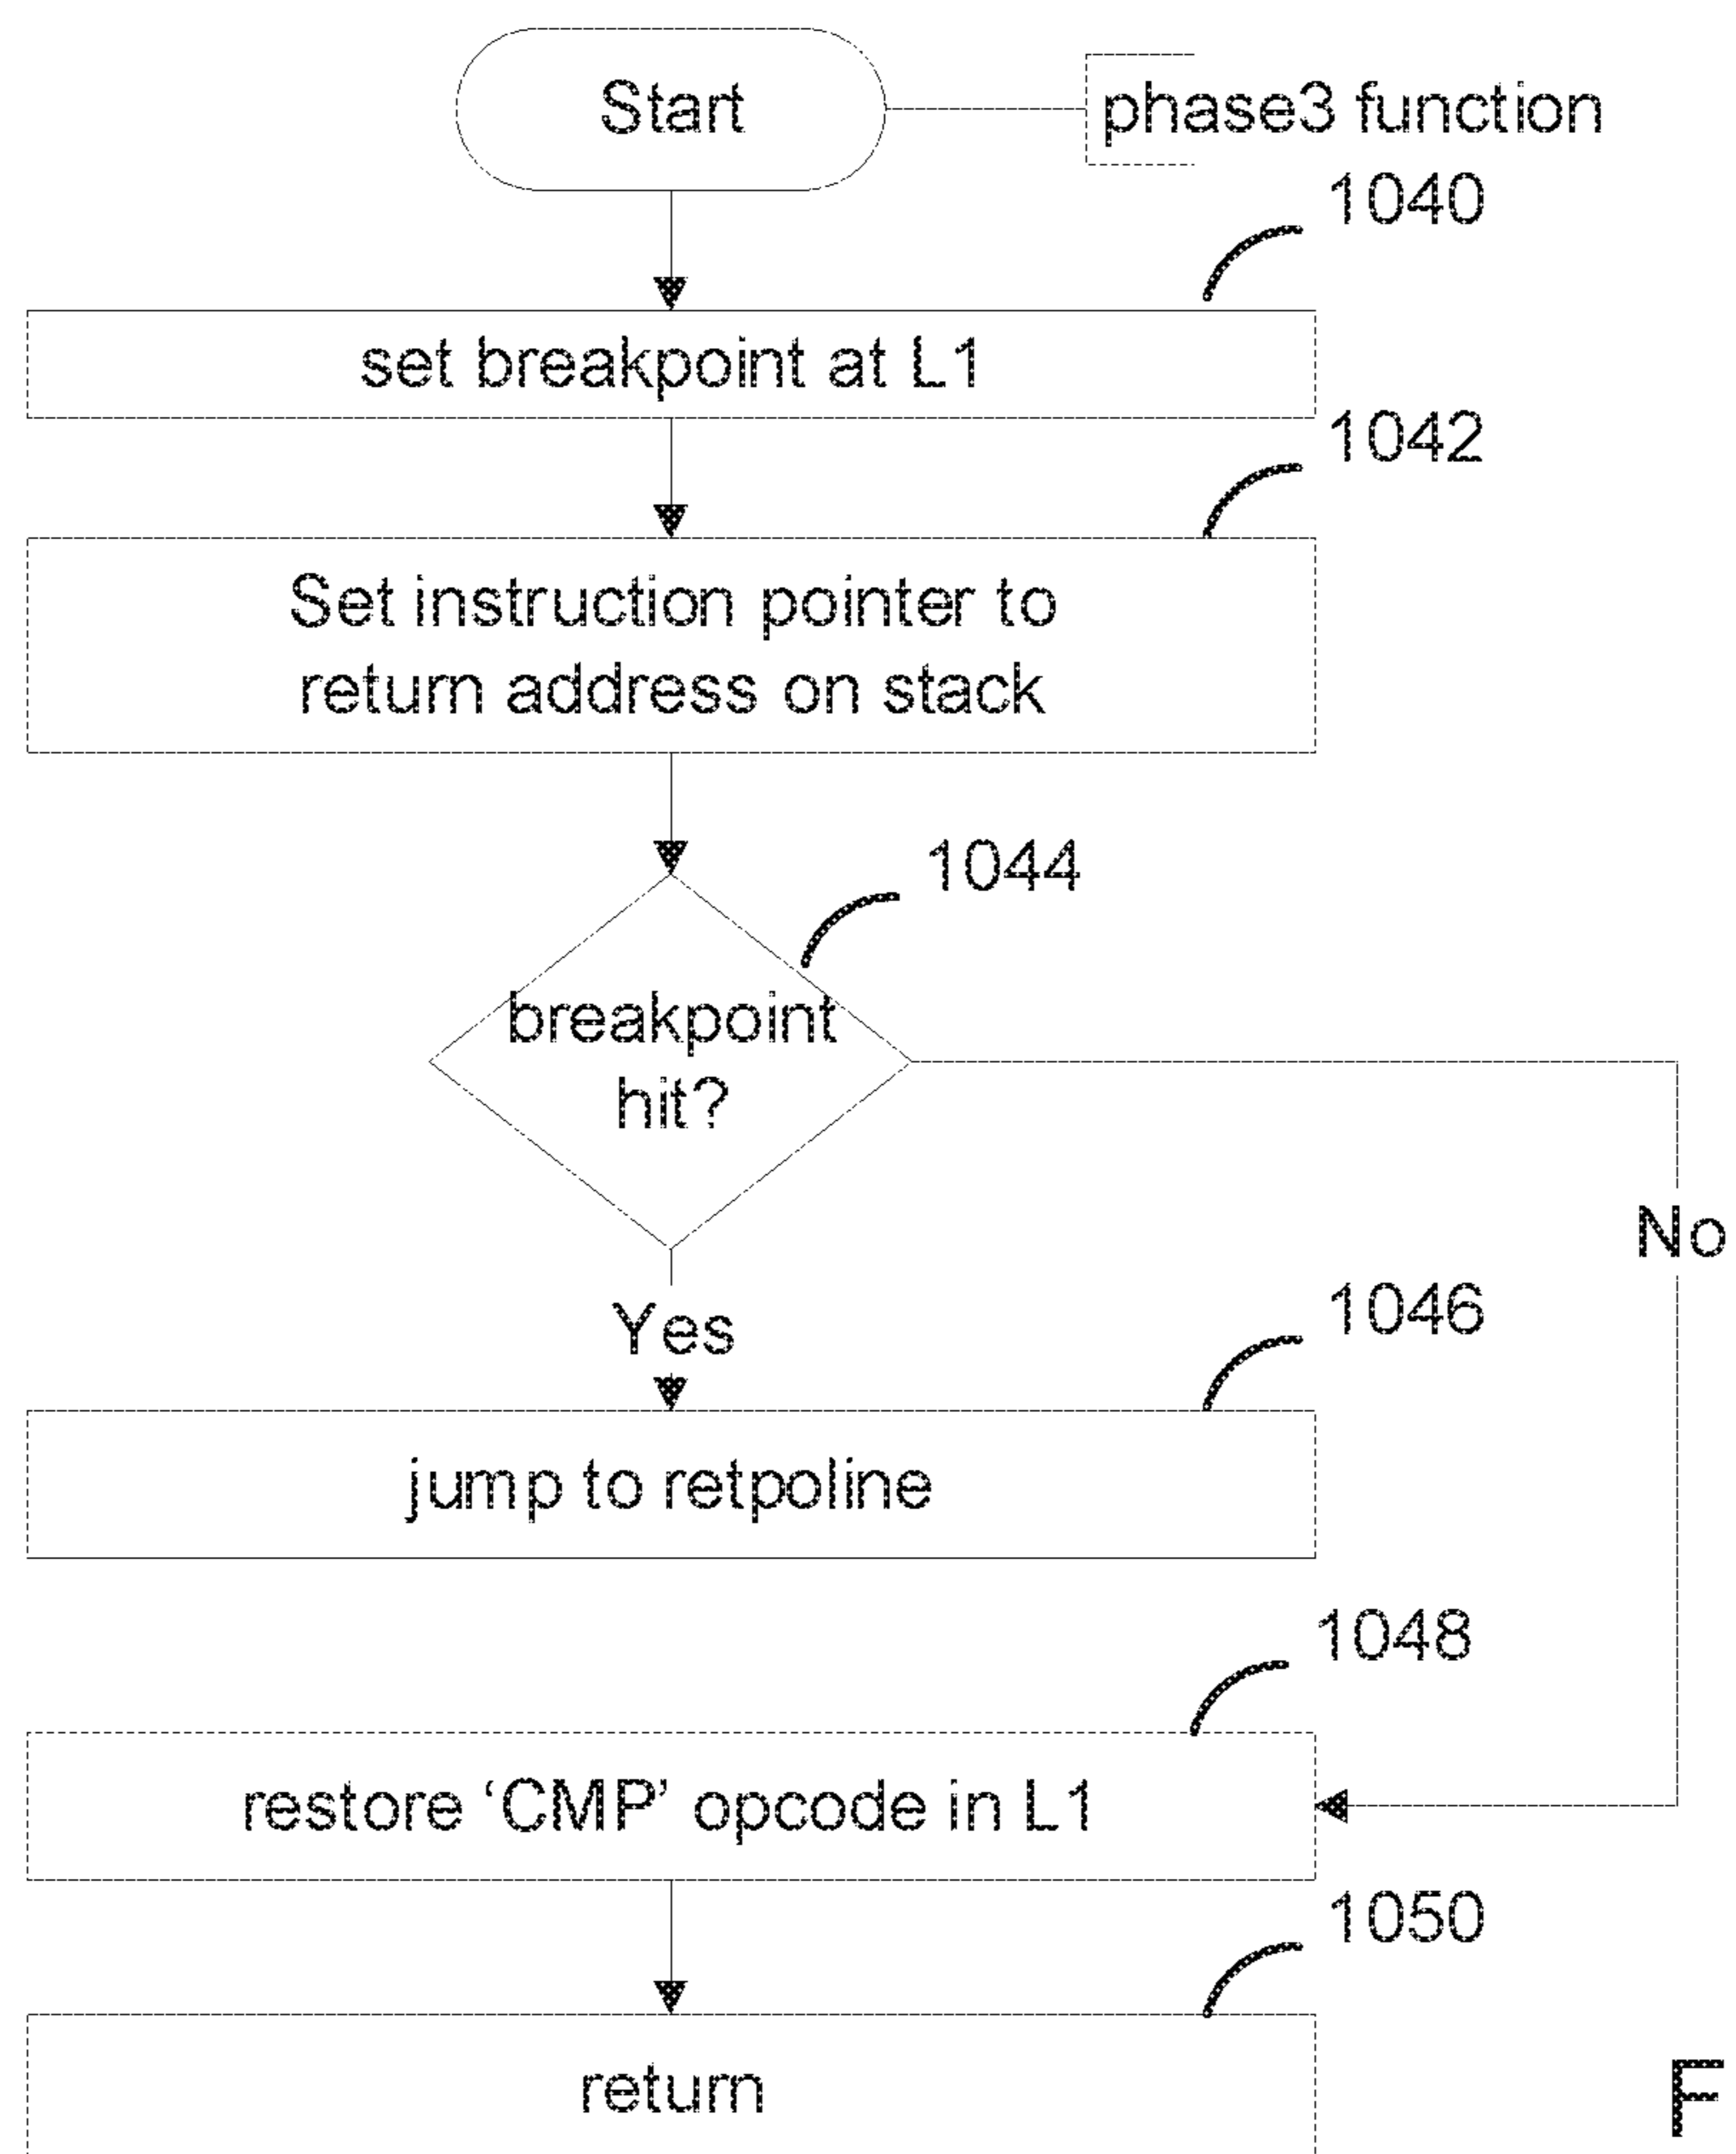 Start
phase3 function
1040
set breakpoint at L1
1042
Set instruction pointer to
return address on stack
1044
breakpoint
hit?
No
Yes
1046
jump to retpoline
1048
restore ‘CMP’ opcode in L1
1050
return
F